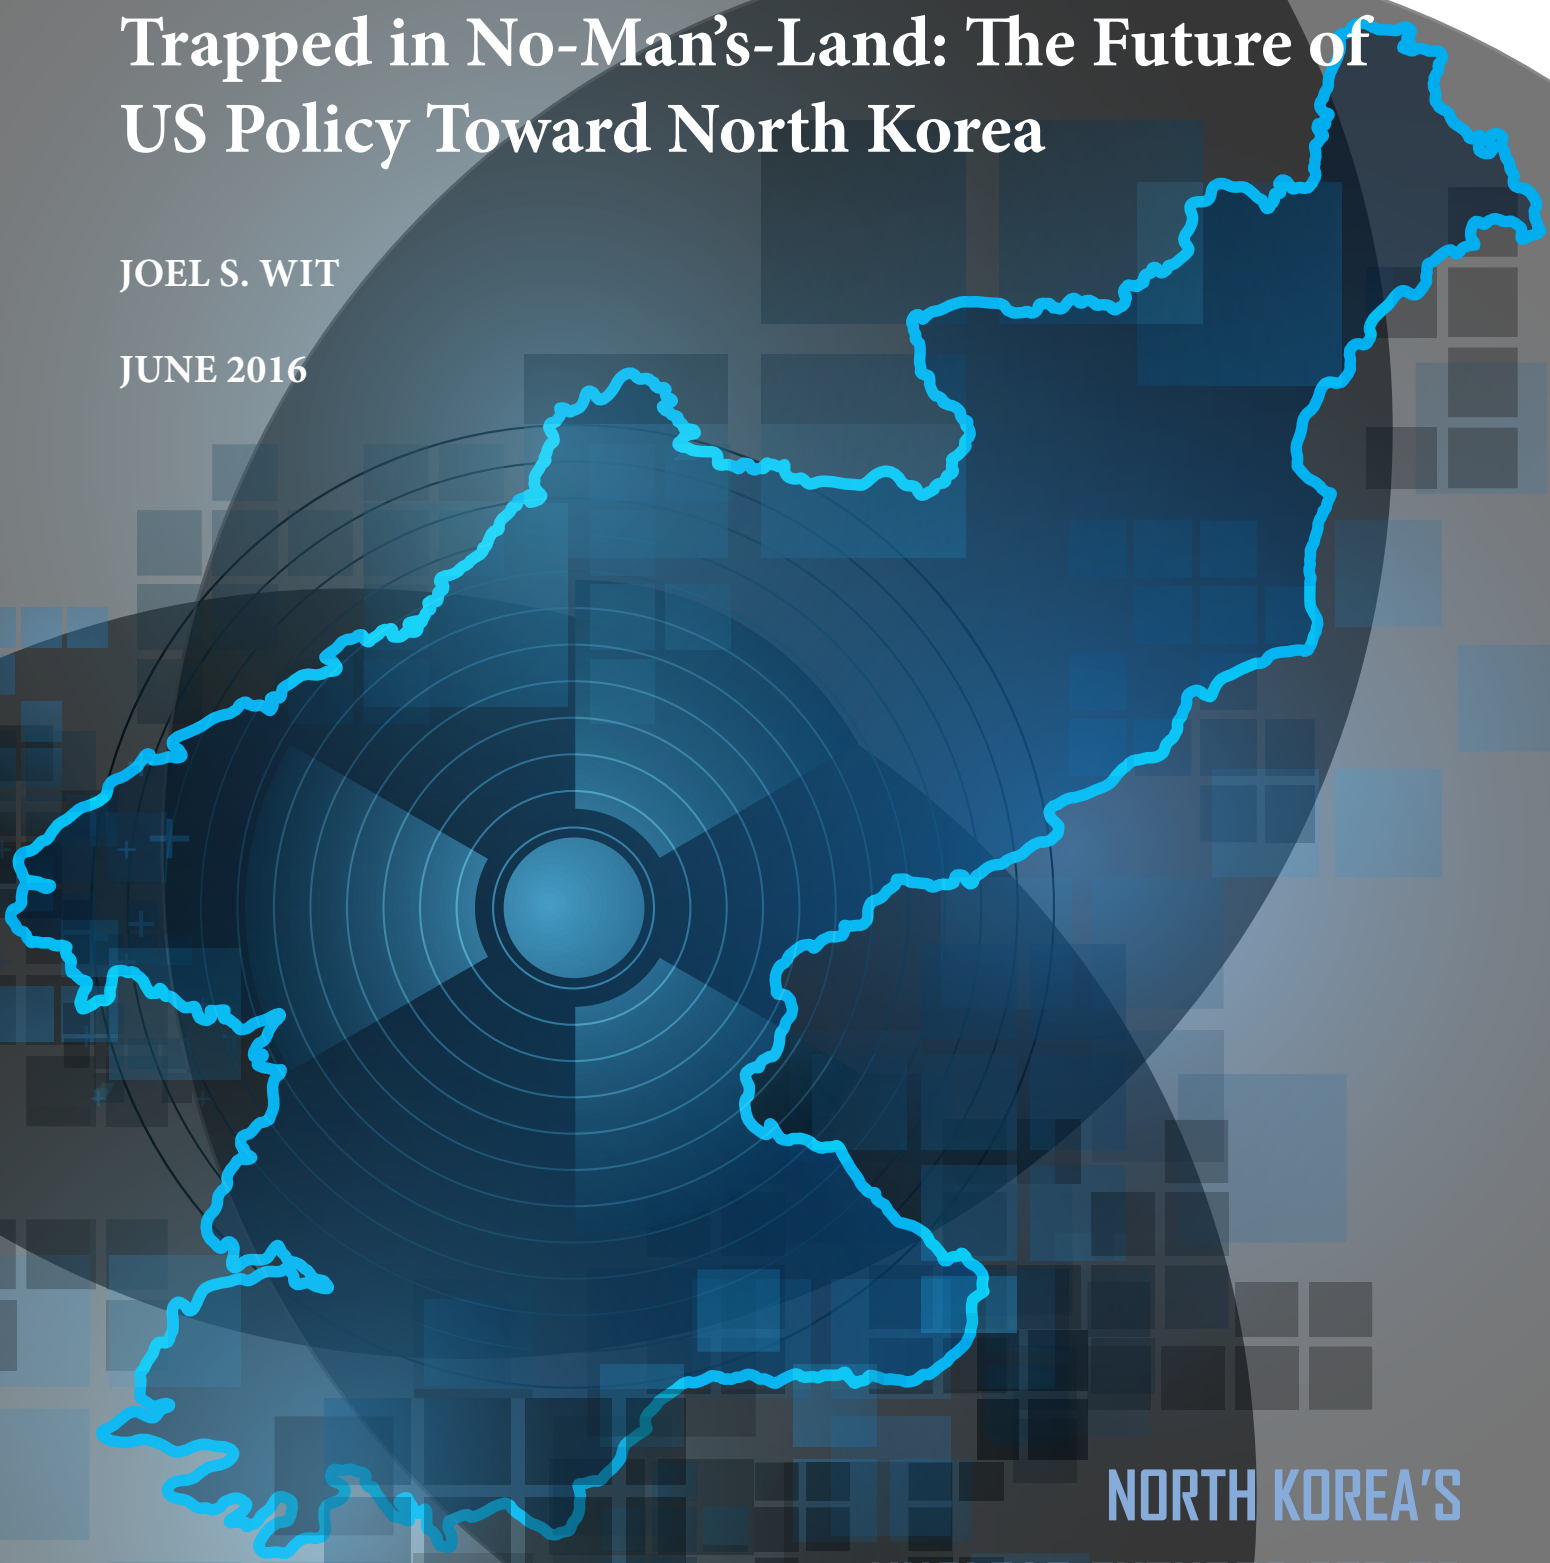 Trapped in No-Man’s-Land: The Future of
US Policy Toward North Korea
JOEL S. WIT
JUNE 2016
NORTH KOREA’S